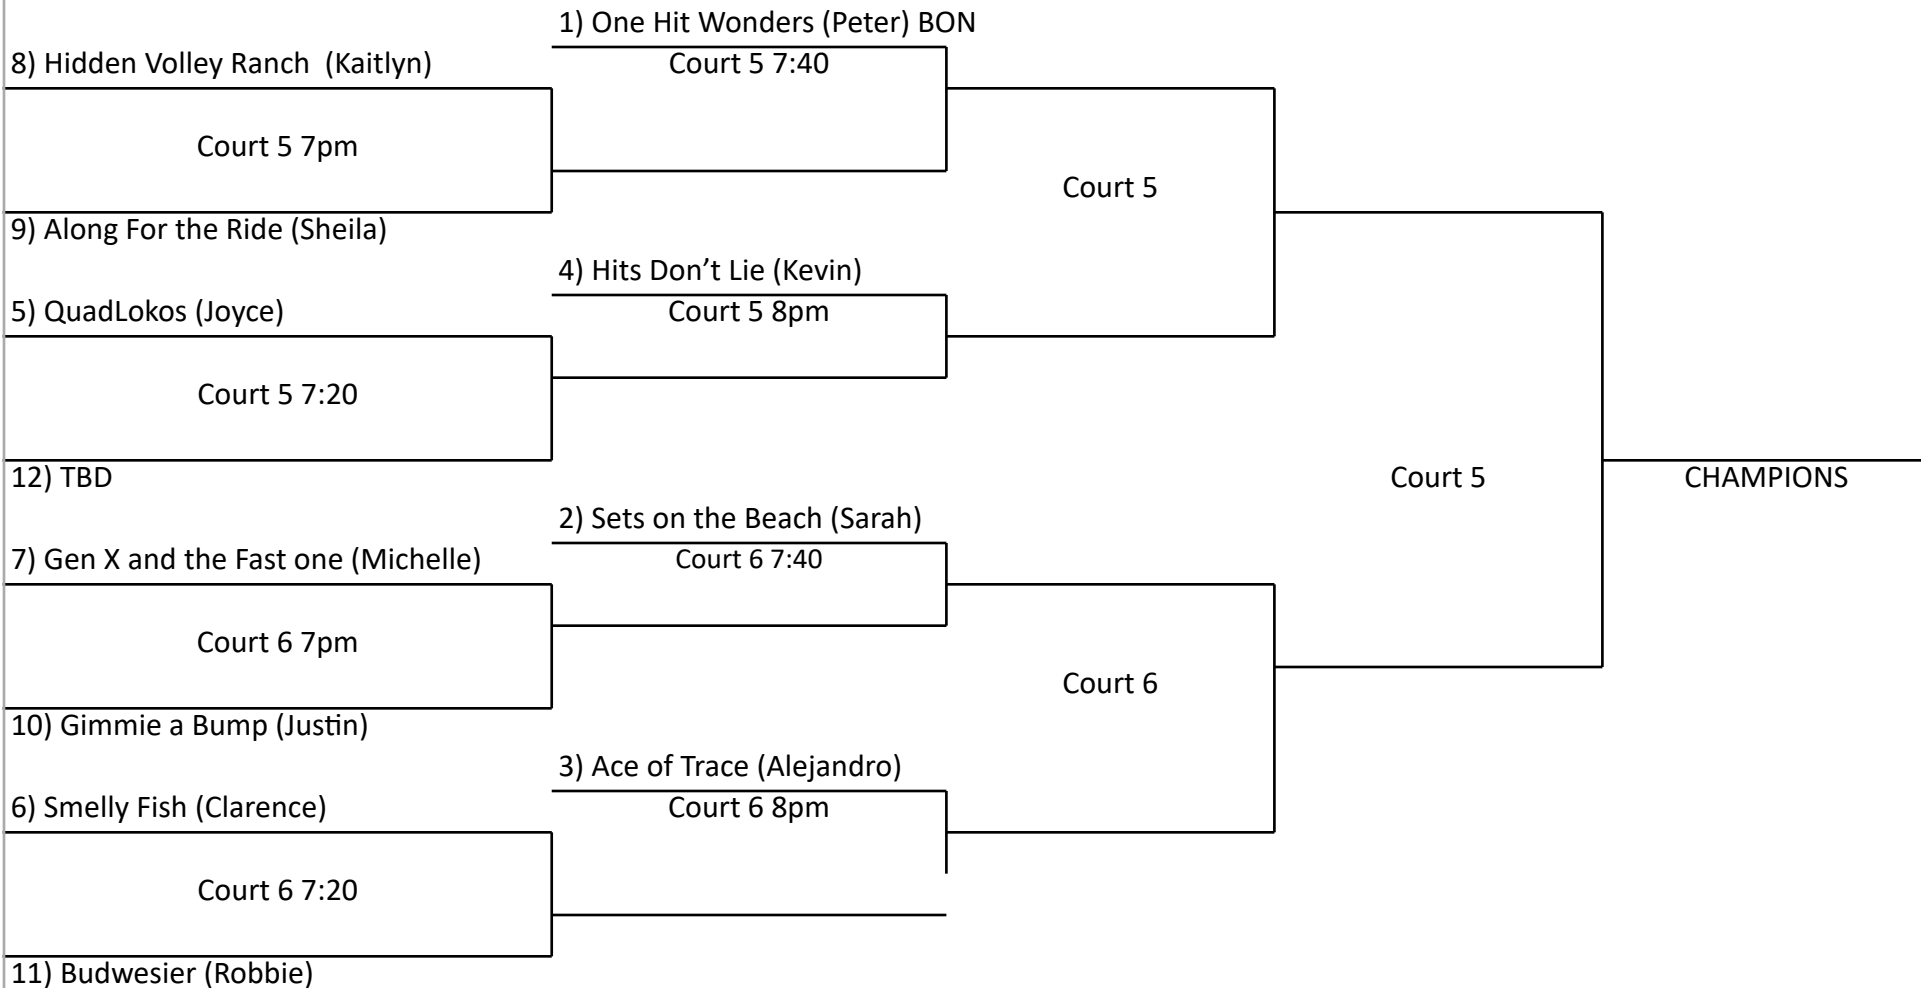 1) One Hit Wonders (Peter) BON
8) Hidden Volley Ranch  (Kaitlyn)
Court 5 7:40
Court 5 7pm
Court 5
9) Along For the Ride (Sheila)
4) Hits Don’t Lie (Kevin)
5) QuadLokos (Joyce)
Court 5 8pm
Court 5 7:20
12) TBD
Court 5
CHAMPIONS
2) Sets on the Beach (Sarah)
7) Gen X and the Fast one (Michelle)
Court 6 7:40
Court 6 7pm
Court 6
10) Gimmie a Bump (Justin)
3) Ace of Trace (Alejandro)
6) Smelly Fish (Clarence)
Court 6 8pm
Court 6 7:20
11) Budwesier (Robbie)